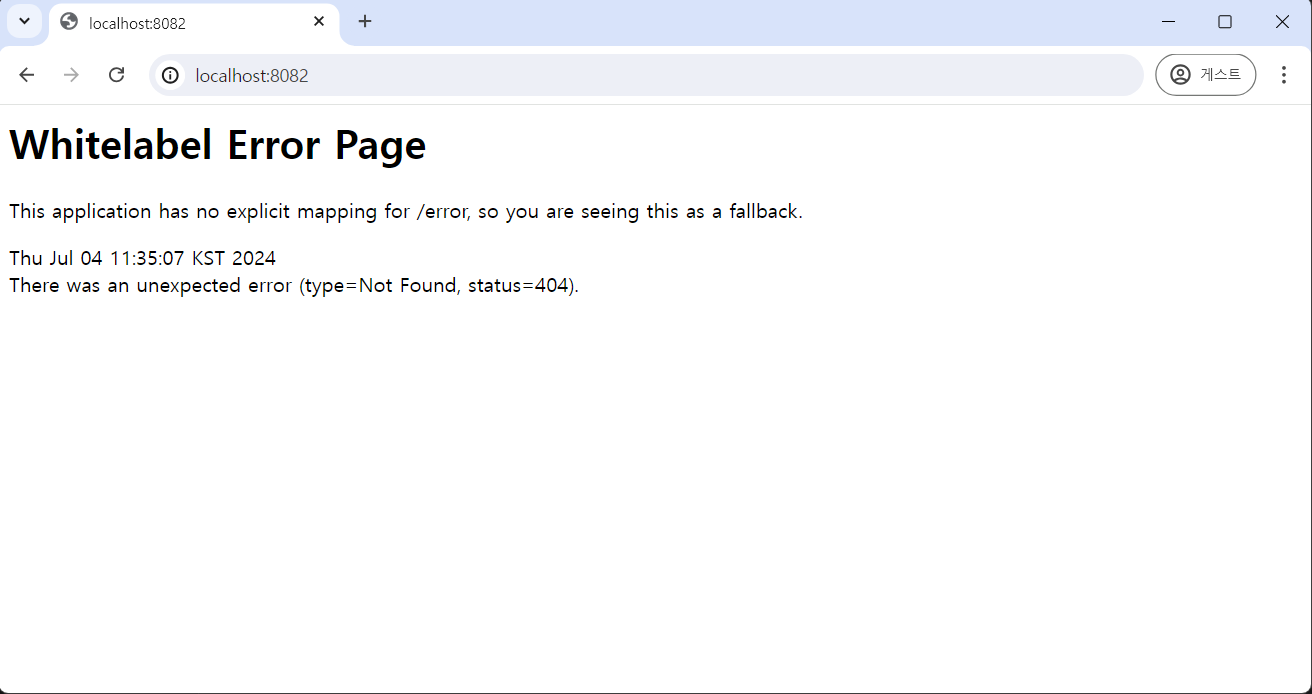 localhost:8082
localhost:8082
게스트
Whitelabel Error Page
This application has no explicit mapping for /error, so you are seeing this as a fallback.
Thu Jul 04 11:35:07 KST 2024
There was an unexpected error (type=Not Found, status=404).